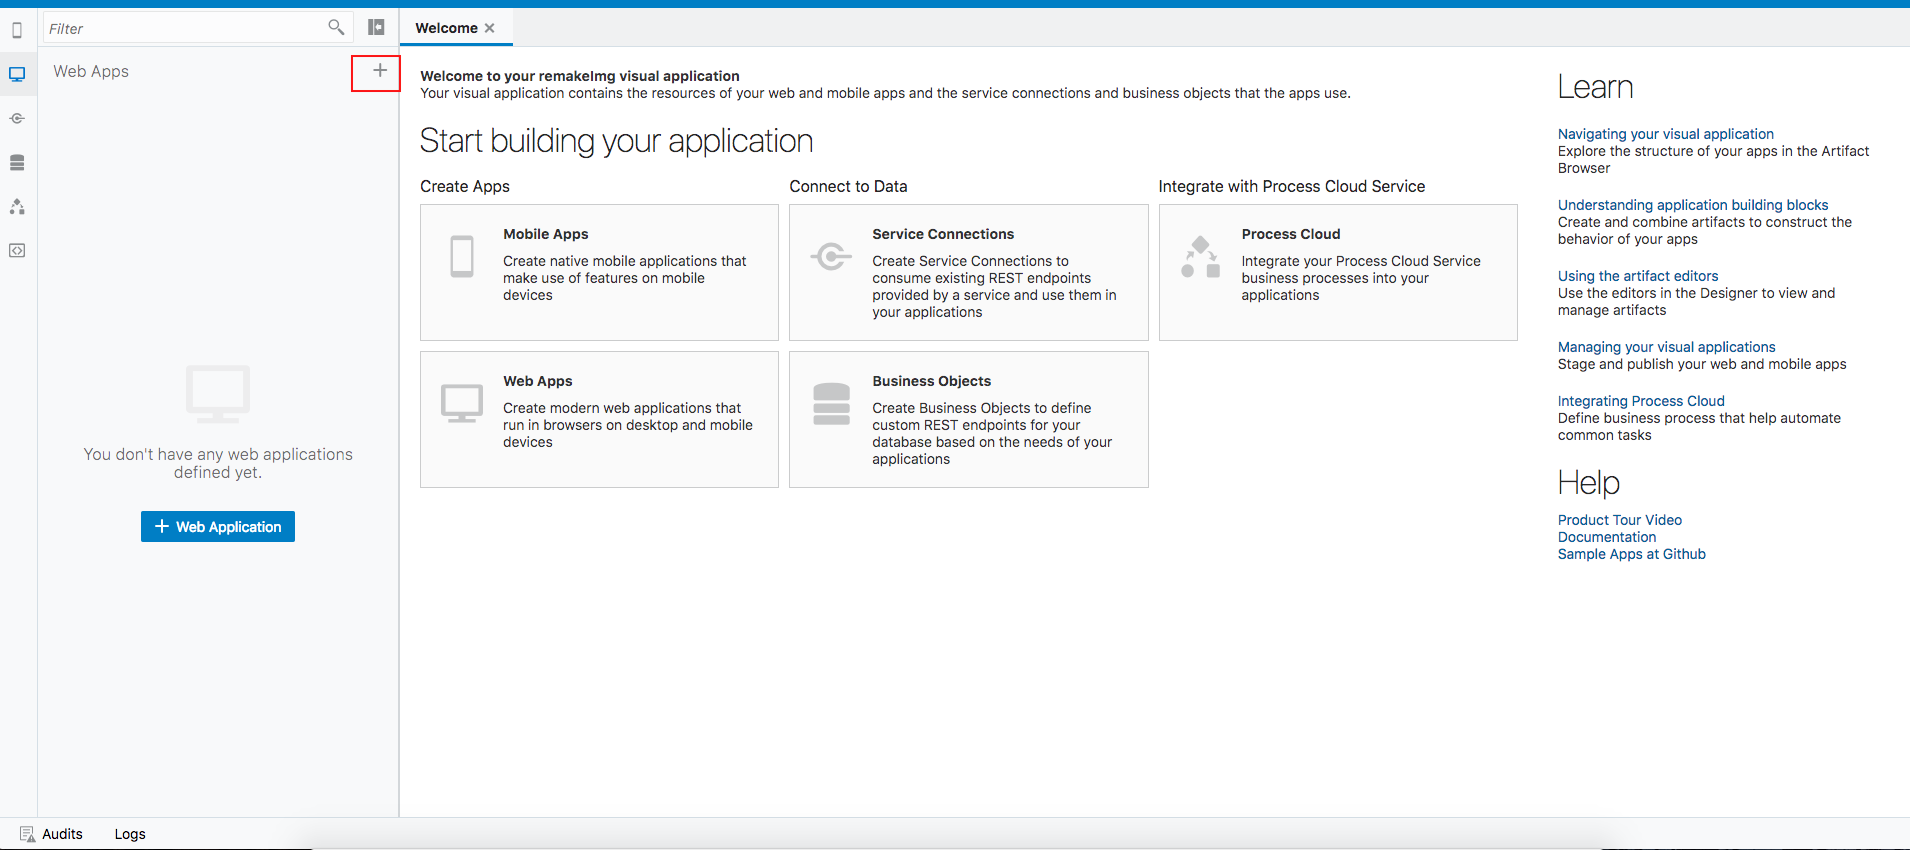 Filter
Welcome
Web Apps
Welcome to your remakeImg visual application
Your visual application contains the resources of your web and mobile apps and the service connections and business objects that the apps use.
Start building your application
Create Apps
Mobile Apps
Create native mobile applications that
make use of features on mobile
devices
Web Apps
Create modern web applications that
run in browsers on desktop and mobile
devices
Connect to Data
Service Connections
Create Service Connections to
consume existing REST endpoints
provided by a service and use them in
your applications
Business Objects
Create Business Objects to define
custom REST endpoints for your
database based on the needs of your
applications
Integrate with Process Cloud Service
Process Cloud
Integrate your Process Cloud Service
business processes into your
applications
Learn
Navigating your visual application
Explore the structure of your apps in the Artifact
Browser
Understanding application building blocks
Create and combine artifacts to construct the
behavior of your apps
Using the artifact editors
Use the editors in the Designer to view and
manage artifacts
Managing your visual applications
Stage and publish your web and mobile apps
Integrating Process Cloud
Define business process that help automate
common tasks
Help
Product Tour Video
Documentation
Sample Apps at Github
You don't have any web applications
defined yet.
+ Web Application
Audits
Logs